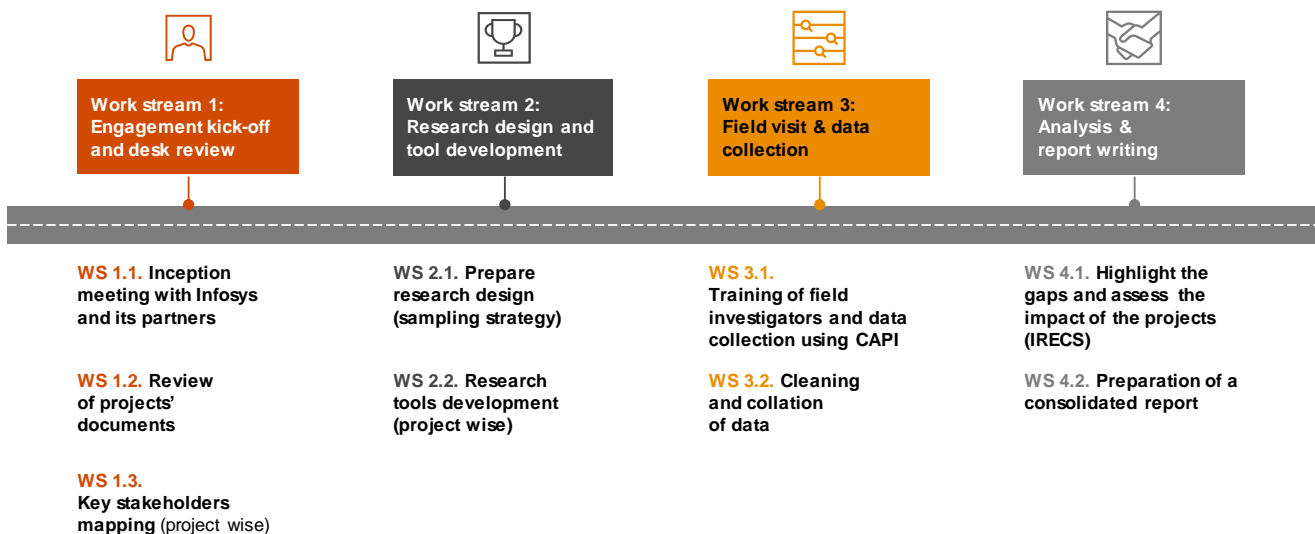 Work stream 1:
Engagement kick-off
and desk review
Work stream 2:
Research design and
tool development
Work stream 3:
Field visit & data
collection
Work stream 4:
Analysis &
report writing
WS 1.1. Inception
meeting with Infosys
and its partners
WS 1.2. Review
of projects'
documents
WS 1.3.
Key stakeholders
mapping (project wise)
WS 2.1. Prepare
research design
(sampling strategy)
WS 2.2. Research
tools development
(project wise)
WS 3.1.
Training of field
investigators and data
collection using CAPI
WS 3.2. Cleaning
and collation
of data
WS 4.1. Highlight the
gaps and assess the
impact of the projects
(IRECS)
WS 4.2. Preparation of a
consolidated report